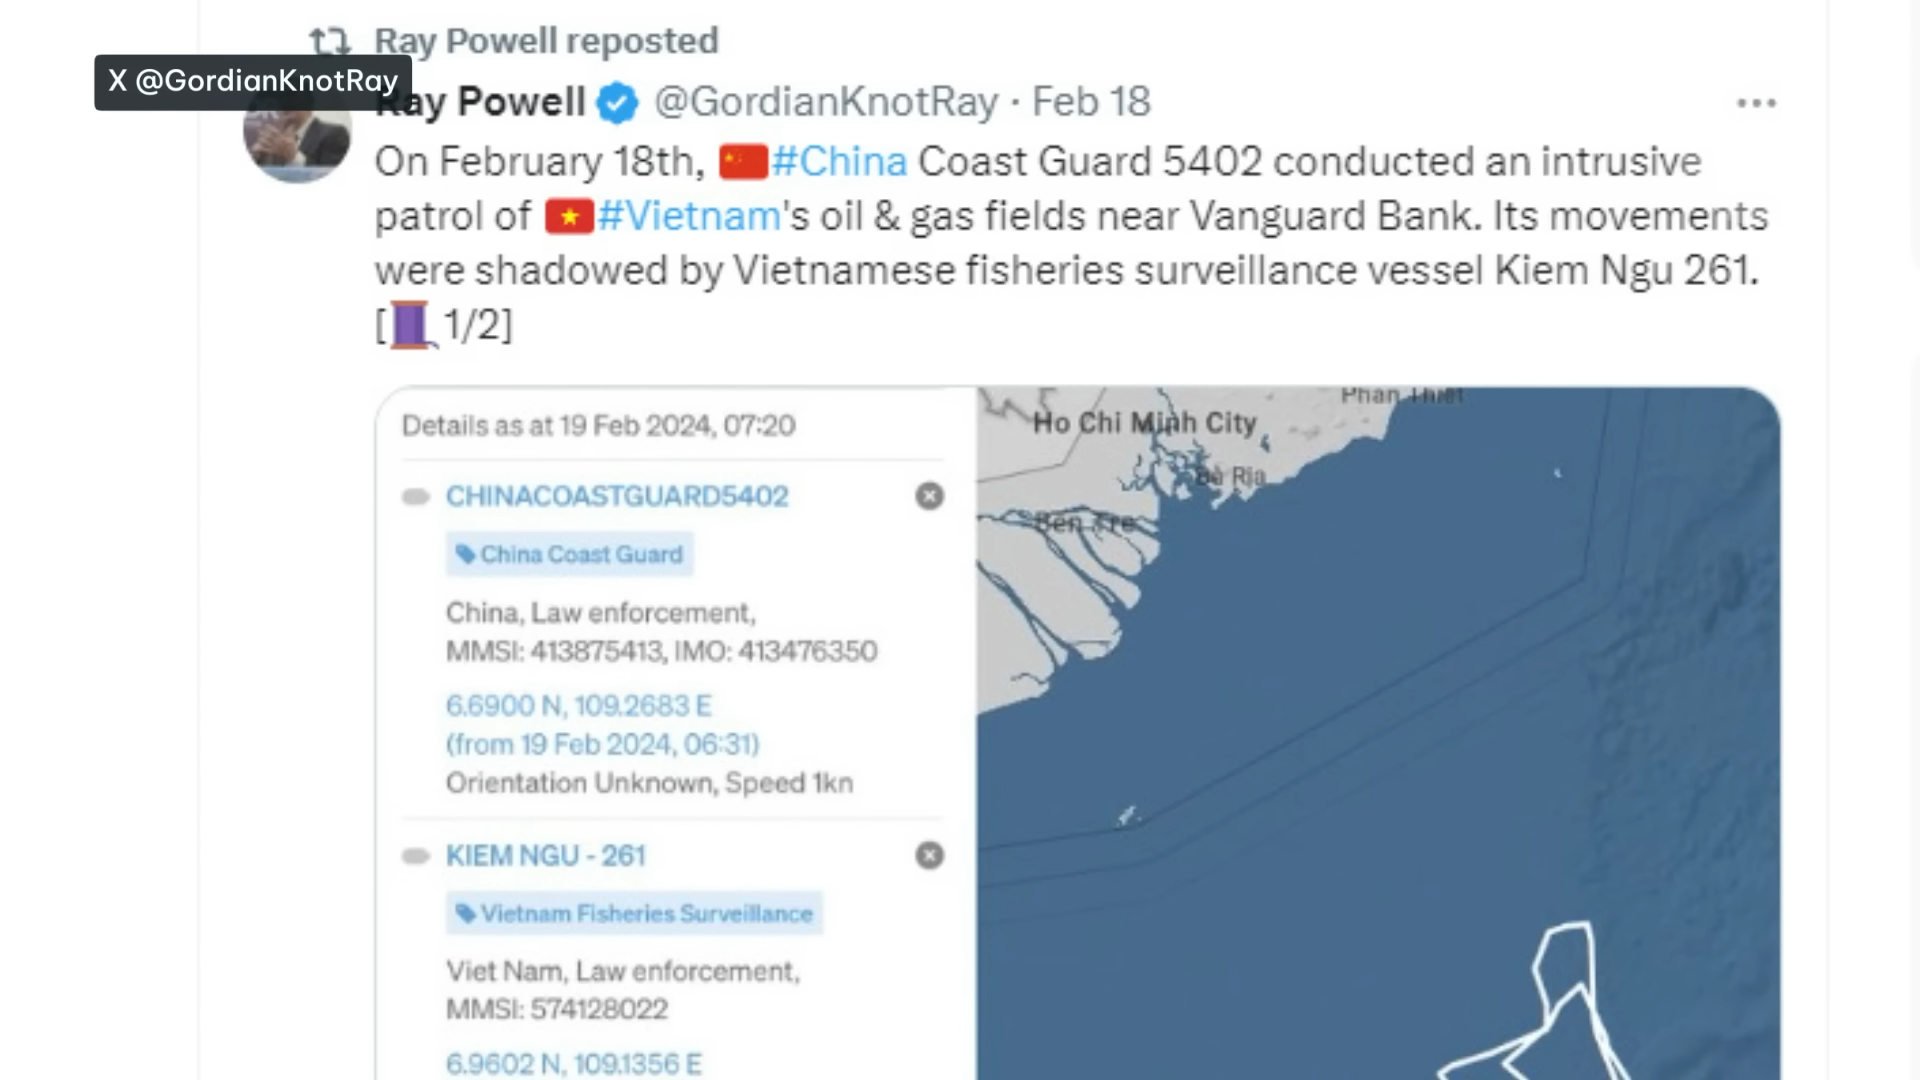 Ray Powell reposted
X @GordianKnotRay
Ray Powell @GordianKnotRay · Feb 18
On February 18th, 🇨🇳#China Coast Guard 5402 conducted an intrusive
patrol of 🇻🇳#Vietnam's oil & gas fields near Vanguard Bank. Its movements
were shadowed by Vietnamese fisheries surveillance vessel Kiem Ngu 261.
[🧵1/2]
Details as at 19 Feb 2024, 07:20
CHINACOASTGUARD5402
China Coast Guard
China, Law enforcement,
MMSI: 413875413, IMO: 413476350
6.6900 N, 109.2683 E
(from 19 Feb 2024, 06:31)
Orientation Unknown, Speed 1kn
KIEM NGU - 261
Vietnam Fisheries Surveillance
Viet Nam, Law enforcement,
MMSI: 574128022
6.9602 N, 109.1356 E
Phan Thiet
Ho Chi Minh City
Bà Rịa
Ben Tre